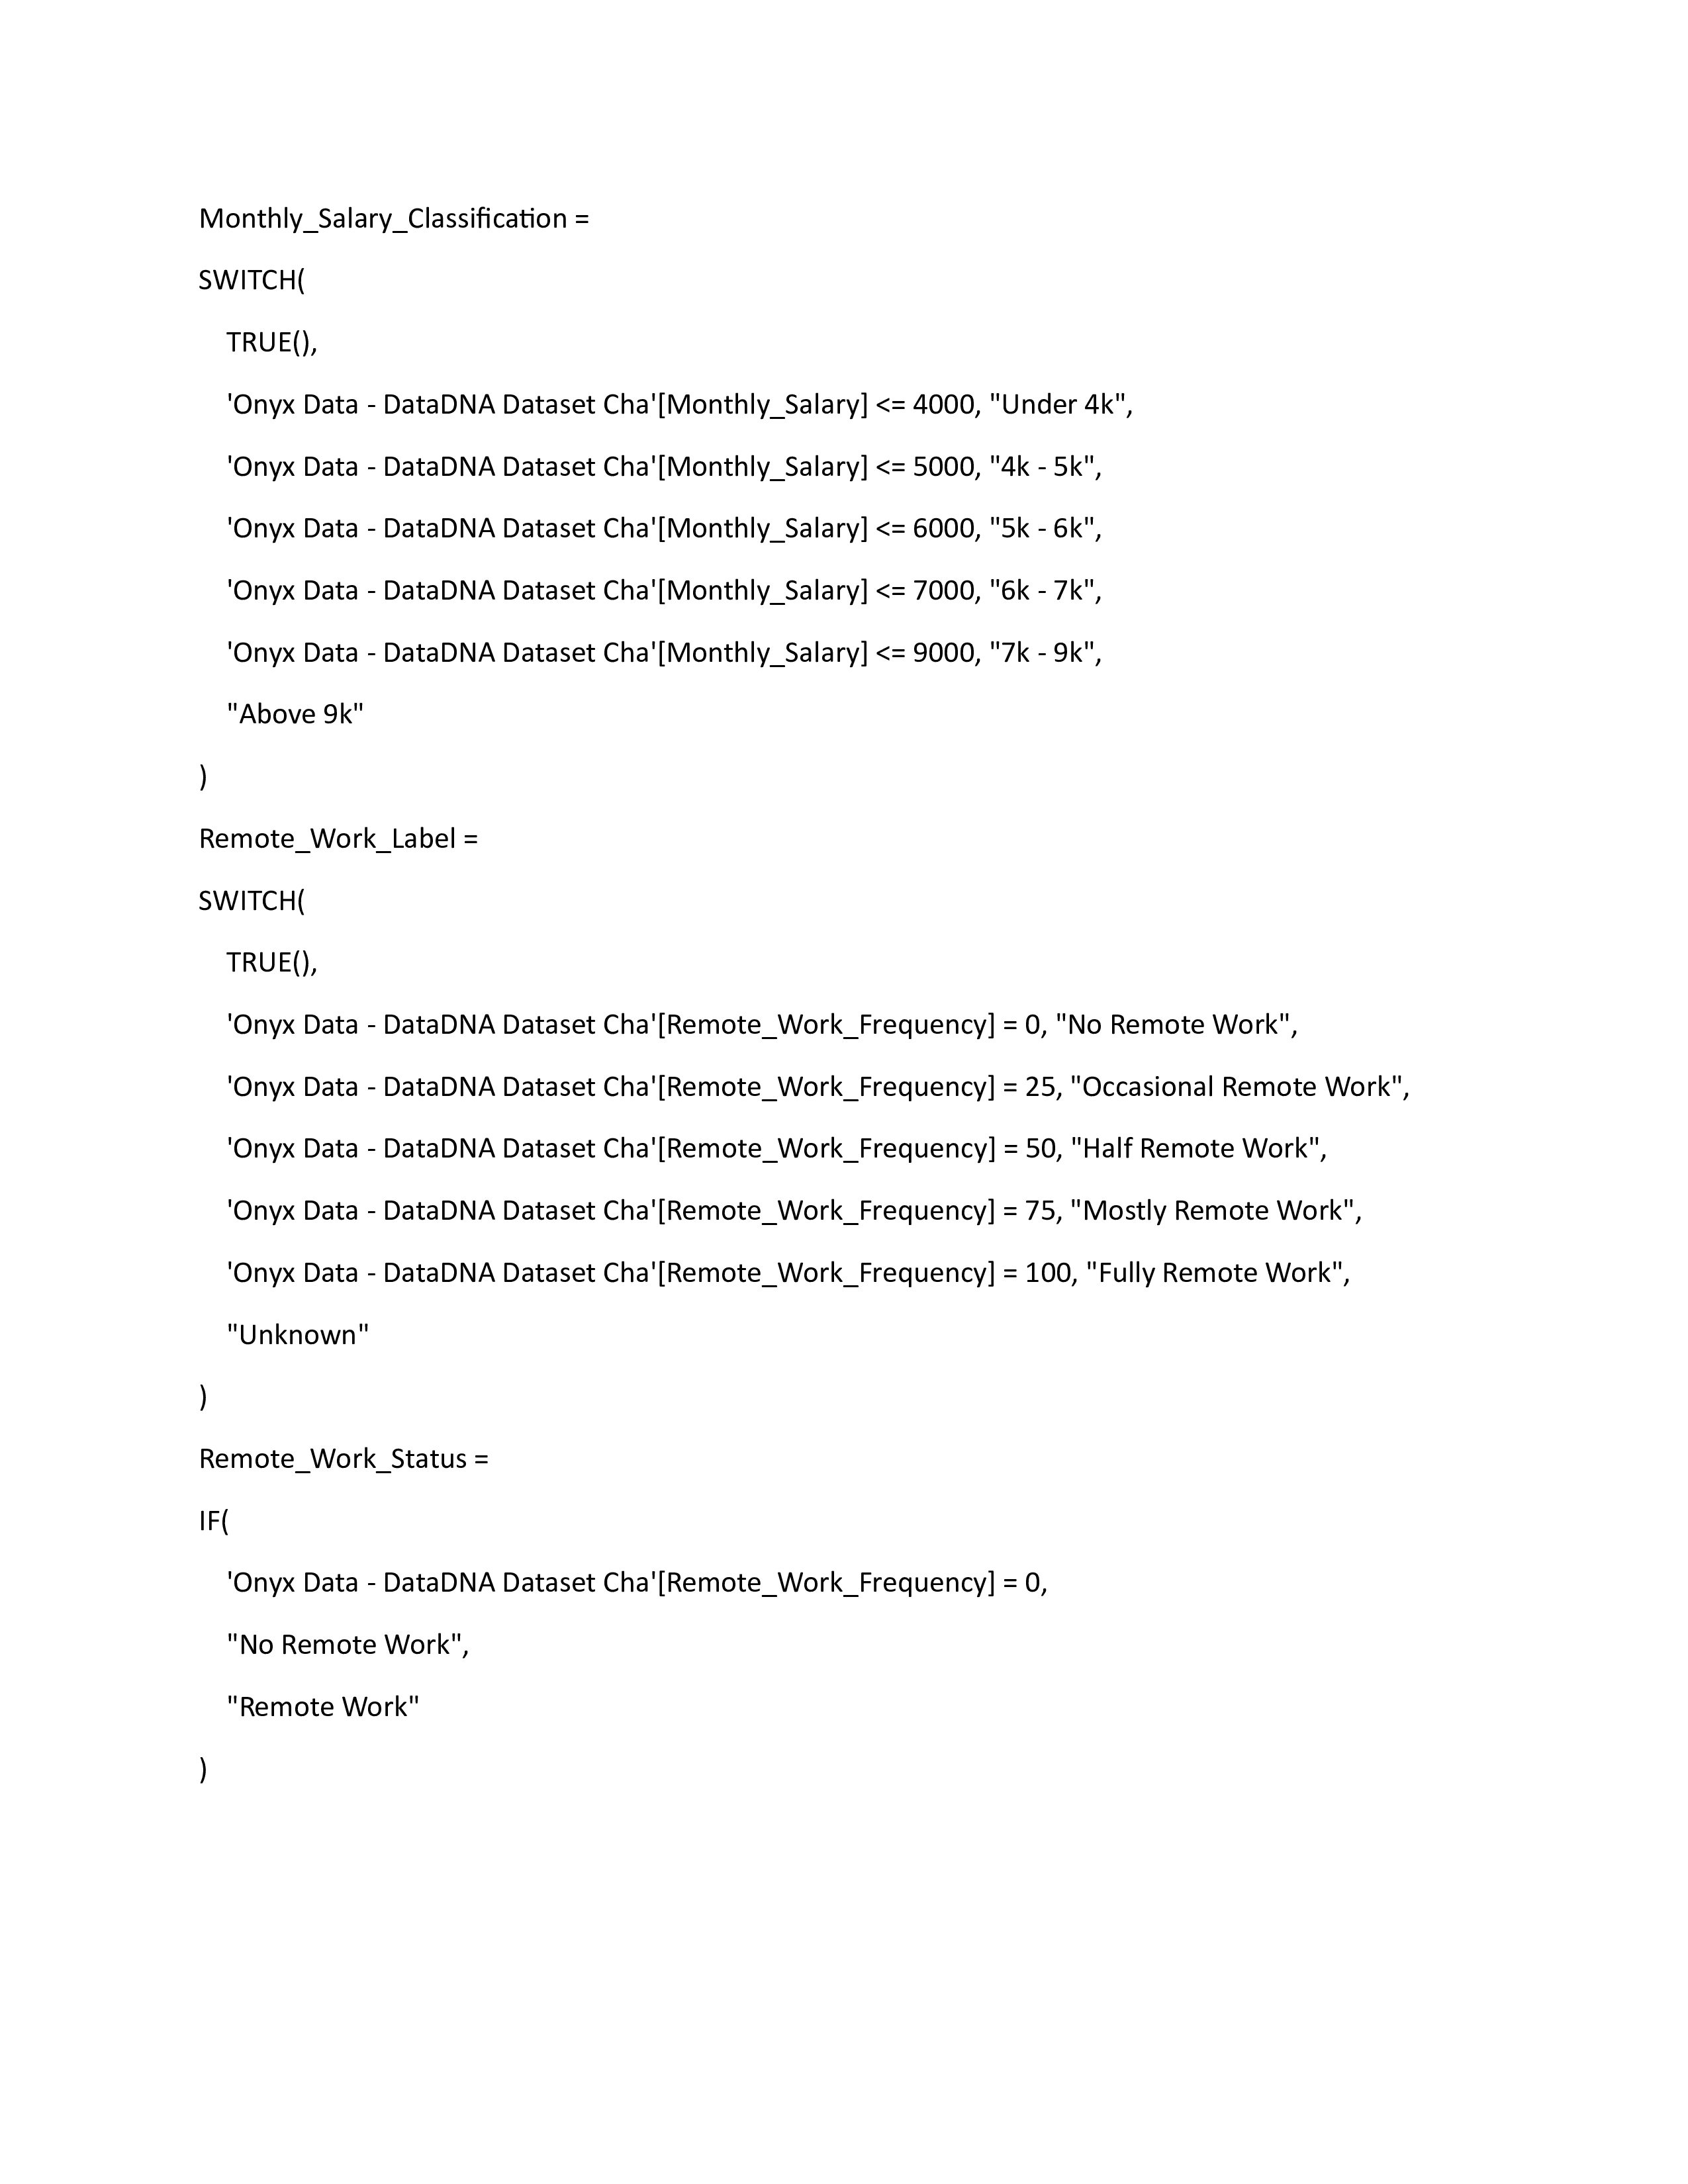 Monthly_Salary_Classification =
SWITCH(
TRUE(),
'Onyx Data - DataDNA Dataset Cha'[Monthly_Salary] <= 4000, "Under 4k",
'Onyx Data - DataDNA Dataset Cha'[Monthly_Salary] <= 5000, "4k - 5k",
'Onyx Data - DataDNA Dataset Cha'[Monthly_Salary] <= 6000, "5k - 6k",
'Onyx Data - DataDNA Dataset Cha'[Monthly_Salary] <= 7000, "6k - 7k",
'Onyx Data - DataDNA Dataset Cha'[Monthly_Salary] <= 9000, "7k - 9k",
"Above 9k"
)
Remote_Work_Label =
SWITCH(
TRUE(),
'Onyx Data - DataDNA Dataset Cha'[Remote_Work_Frequency] = 0, "No Remote Work",
'Onyx Data - DataDNA Dataset Cha'[Remote_Work_Frequency] = 25, "Occasional Remote Work",
'Onyx Data - DataDNA Dataset Cha'[Remote_Work_Frequency] = 50, "Half Remote Work",
'Onyx Data - DataDNA Dataset Cha'[Remote_Work_Frequency] = 75, "Mostly Remote Work",
'Onyx Data - DataDNA Dataset Cha'[Remote_Work_Frequency] = 100, "Fully Remote Work",
"Unknown"
)
Remote_Work_Status =
IF(
'Onyx Data - DataDNA Dataset Cha'[Remote_Work_Frequency] = 0,
"No Remote Work",
"Remote Work"
)